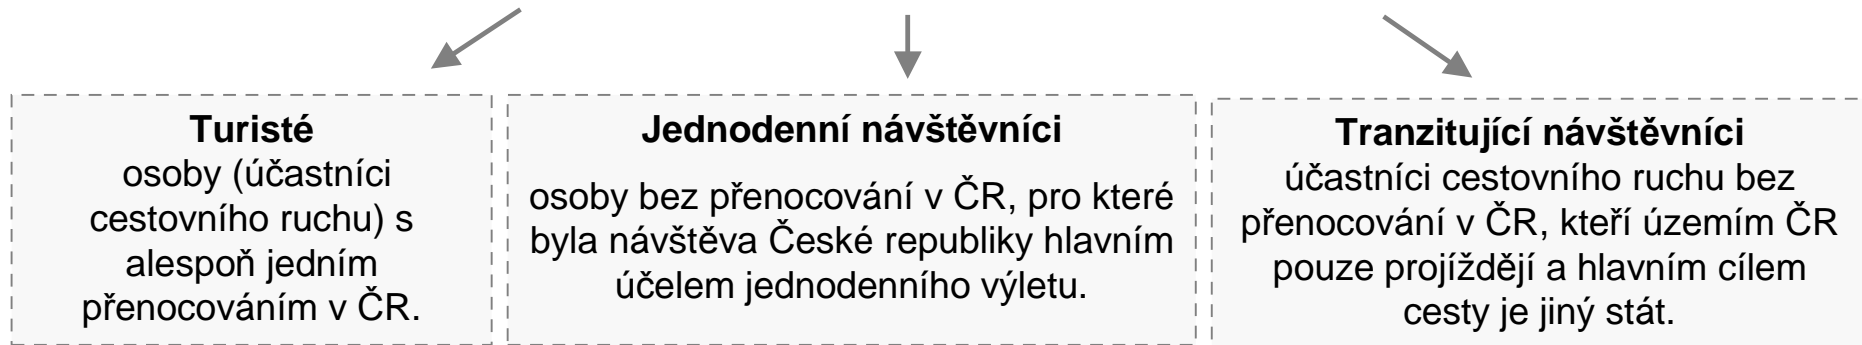 Turisté
osoby (účastníci
cestovního ruchu) s
alespoň jedním
přenocováním v ČR.
Jednodenní návštěvníci
osoby bez přenocování v ČR, pro které
byla návštěva České republiky hlavním
účelem jednodenního výletu.
Tranzitující návštěvníci
účastníci cestovního ruchu bez
přenocování v ČR, kteří územím ČR
pouze projíždějí a hlavním cílem
cesty je jiný stát.